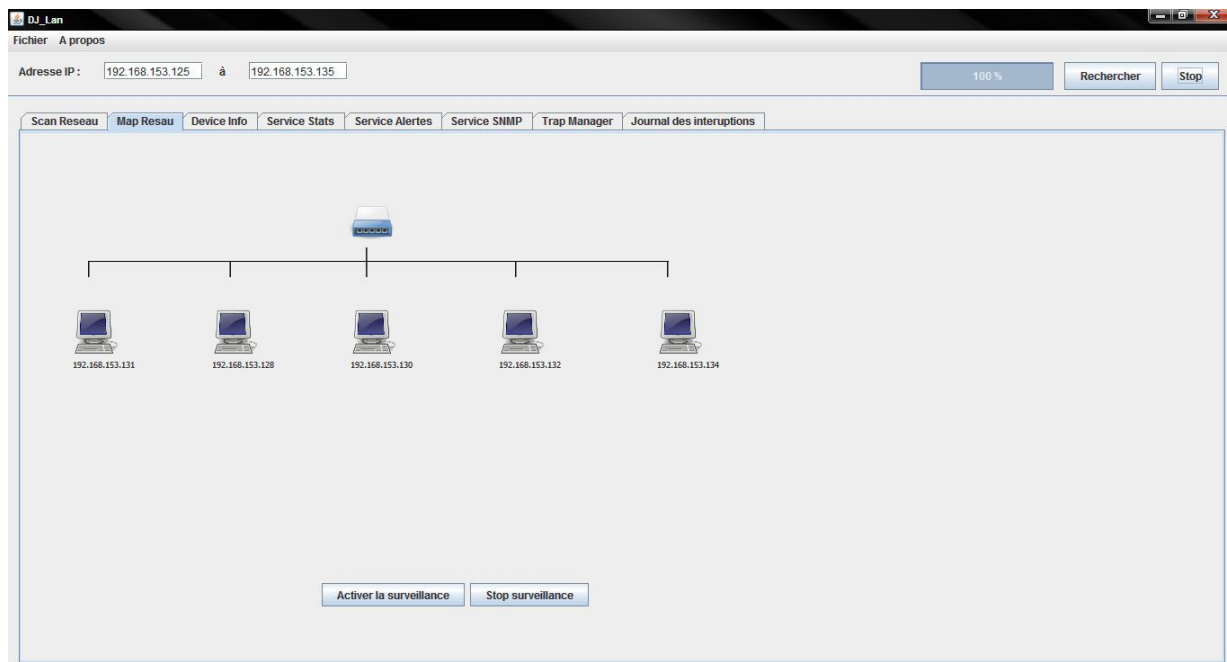 DJ_Lan
Fichier A propos
Adresse IP : 192.168.153.125 à 192.168.153.135 100 % Rechercher Stop
Scan Reseau Map Resau Device Info Service Stats Service Alertes Service SNMP Trap Manager Journal des interuptions
192.168.153.131 192.168.153.128 192.168.153.130 192.168.153.132 192.168.153.134
Activer la surveillance Stop surveillance